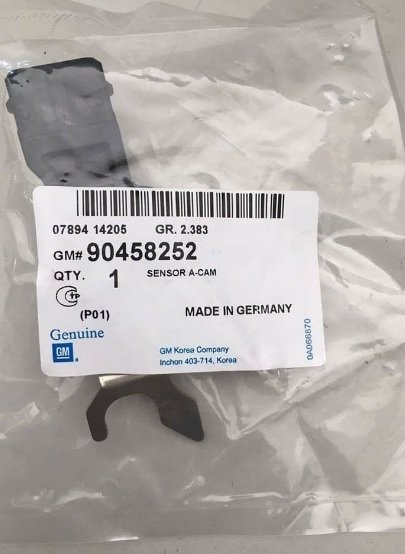 07894 14205 GR. 2.383
GM# 90458252
QTY. 1 SENSOR A-CAM
(P01) MADE IN GERMANY
Genuine
GM
GM Korea Company
Inchon 403-714, Korea
0A066870